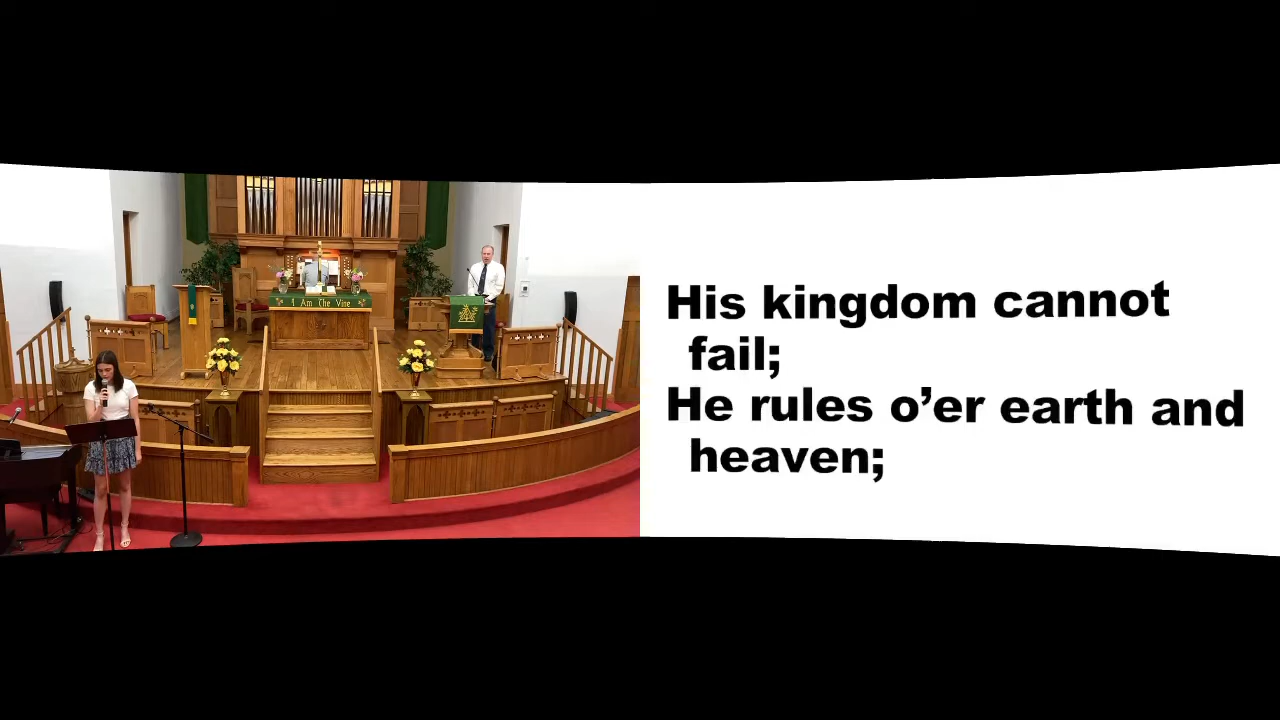 I Am The Vine
His kingdom cannot
fail;
He rules o’er earth and
heaven;